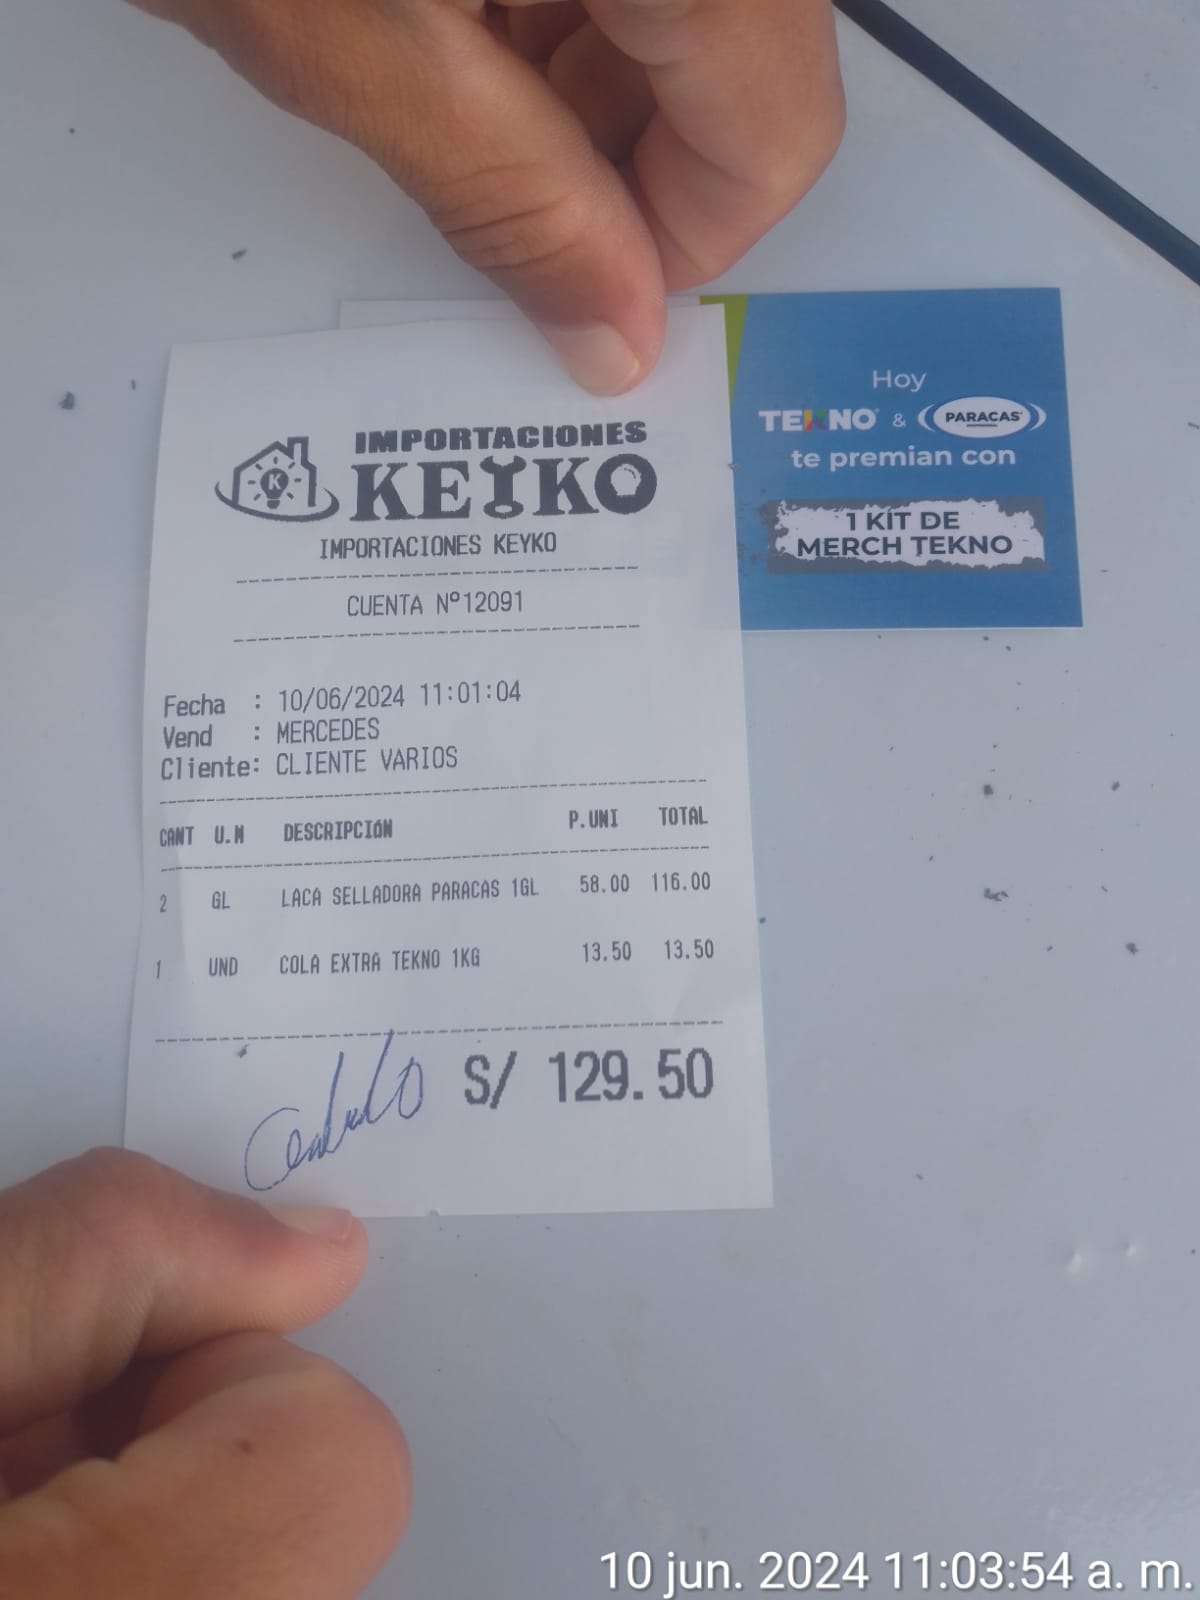 IMPORTACIONES
KEYKO
IMPORTACIONES KEYKO
CUENTA Nº12091
Fecha : 10/06/2024 11:01:04
Vend : MERCEDES
Cliente: CLIENTE VARIOS
CANT U.M DESCRIPCIÓN P.UNI TOTAL
2 GL LACA SELLADORA PARACAS 1GL 58.00 116.00
1 UND COLA EXTRA TEKNO 1KG 13.50 13.50
S/ 129.50
Hoy
TEKNO & PARACAS
te premian con
1 KIT DE
MERCH TEKNO
10 jun. 2024 11:03:54 a. m.